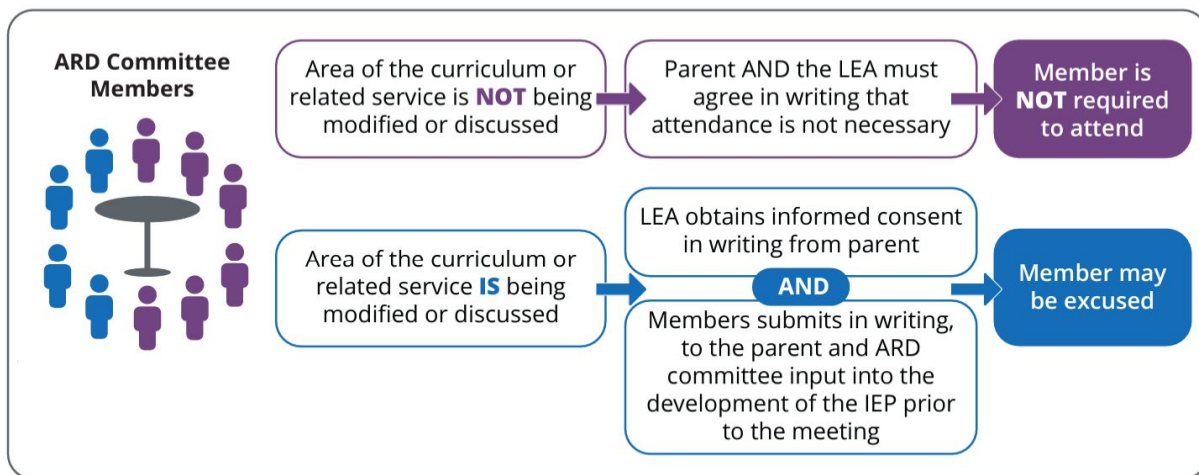 ARD Committee
Members
Area of the curriculum or
related service is NOT being
modified or discussed
Parent AND the LEA must
agree in writing that
attendance is not necessary
Member is
NOT required
to attend
Area of the curriculum or
related service IS being
modified or discussed
LEA obtains informed consent
in writing from parent
AND
Members submits in writing,
to the parent and ARD
committee input into the
development of the IEP prior
to the meeting
Member may
be excused